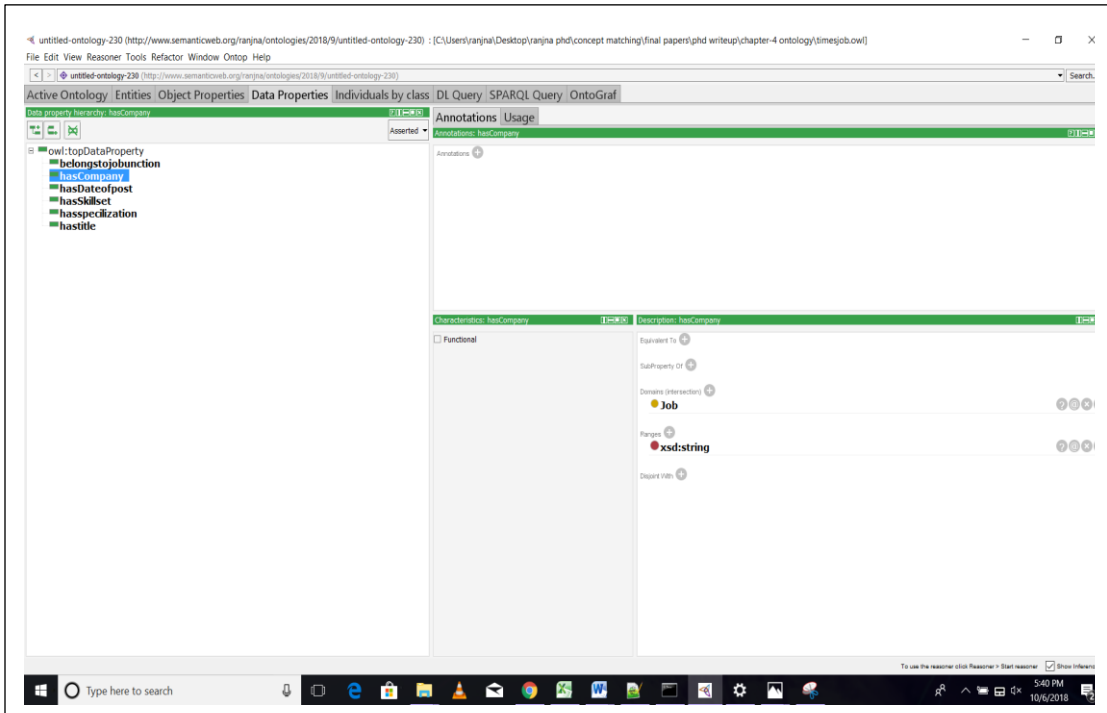 untitled-ontology-230 (http://www.semanticweb.org/ranjna/ontologies/2018/9/untitled-ontology-230) : [C:\Users\ranjna\Desktop\ranjna phd\concept matching\final papers\phd writeup\chapter-4 ontology\timesjob.owl]
File Edit View Reasoner Tools Refactor Window Ontop Help
untitled-ontology-230 (http://www.semanticweb.org/ranjna/ontologies/2018/9/untitled-ontology-230)
Search.
Active Ontology Entities Object Properties Data Properties Individuals by class DL Query SPARQL Query OntoGraf
Data property hierarchy: hasCompany
Asserted
owl:topDataProperty
belongstojobunction
hasCompany
hasDateofpost
hasSkillset
hasspecilization
hastitle
Annotations Usage
Annotations: hasCompany
Annotations
Characteristics: hasCompany
Functional
Description: hasCompany
Equivalent To
SubProperty Of
Domains (intersection)
Job
Ranges
xsd:string
Disjoint With
To use the reasoner click Reasoner > Start reasoner Show Inferenc
Type here to search
5:40 PM
10/6/2018